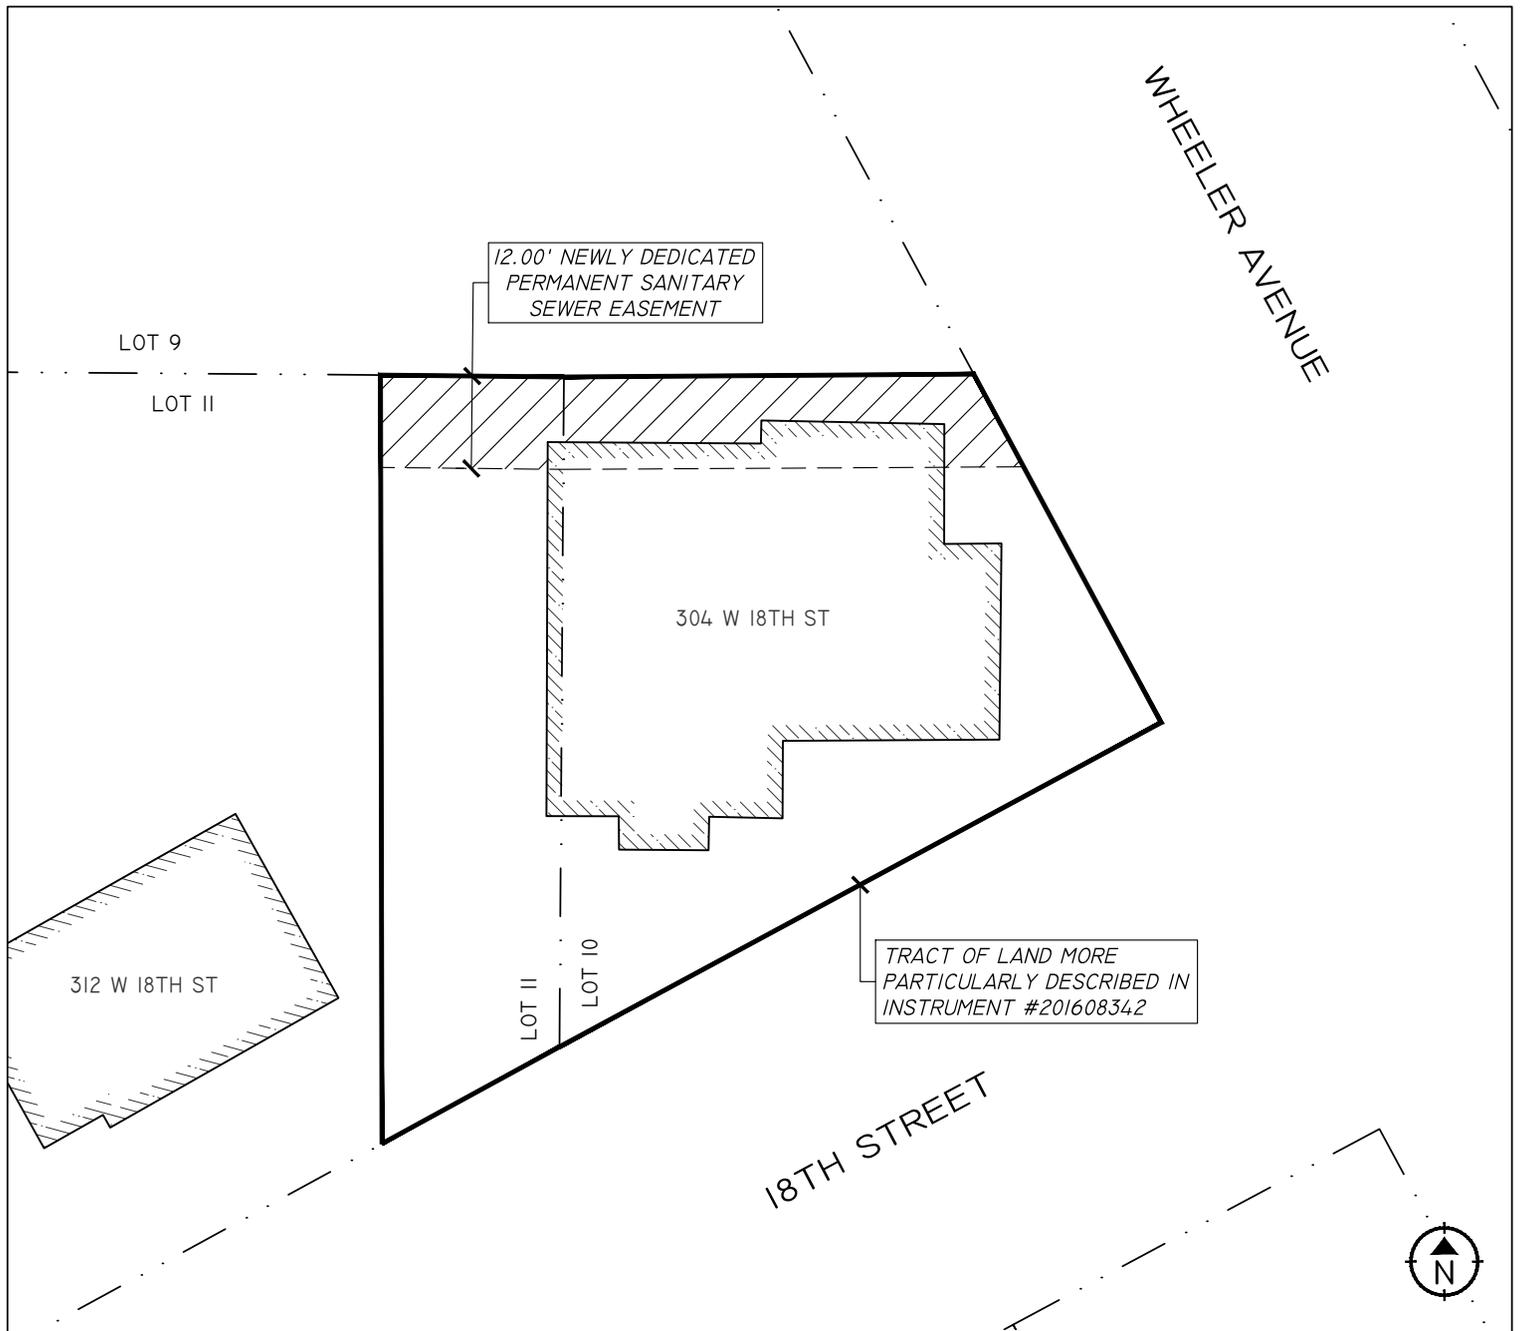 WHEELER AVENUE
12.00' NEWLY DEDICATED
PERMANENT SANITARY
SEWER EASEMENT
LOT 9
LOT 11
304 W 18TH ST
312 W 18TH ST
LOT 11
LOT 10
TRACT OF LAND MORE
PARTICULARLY DESCRIBED IN
INSTRUMENT #201608342
18TH STREET
N